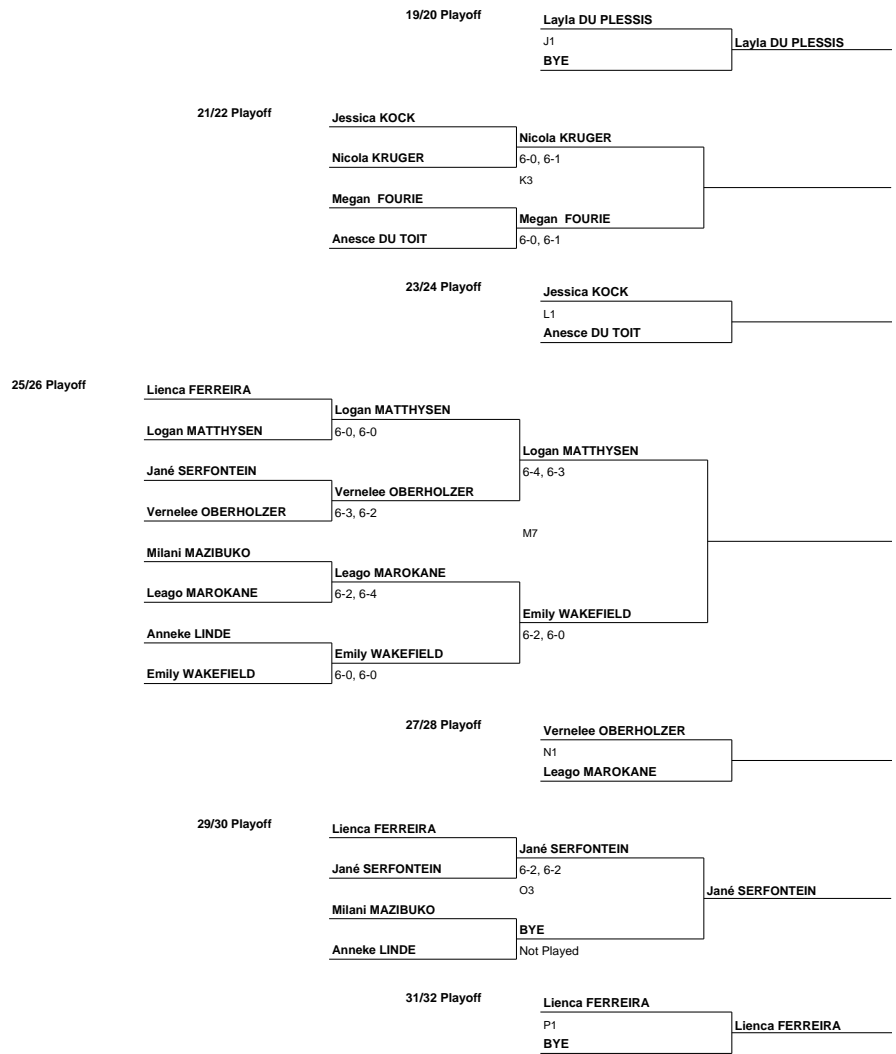 19/20 Playoff
Layla DU PLESSIS
J1
Layla DU PLESSIS
BYE
21/22 Playoff
Jessica KOCK
Nicola KRUGER
Nicola KRUGER
6-0, 6-1
K3
Megan  FOURIE
Megan  FOURIE
Anesce DU TOIT
6-0, 6-1
23/24 Playoff
Jessica KOCK
L1
Anesce DU TOIT
25/26 Playoff
Lienca FERREIRA
Logan MATTHYSEN
Logan MATTHYSEN
6-0, 6-0
Logan MATTHYSEN
6-4, 6-3
Jané SERFONTEIN
Vernelee OBERHOLZER
Vernelee OBERHOLZER
6-3, 6-2
M7
Milani MAZIBUKO
Leago MAROKANE
Leago MAROKANE
6-2, 6-4
Emily WAKEFIELD
6-2, 6-0
Anneke LINDE
Emily WAKEFIELD
Emily WAKEFIELD
6-0, 6-0
27/28 Playoff
Vernelee OBERHOLZER
N1
Leago MAROKANE
29/30 Playoff
Lienca FERREIRA
Jané SERFONTEIN
Jané SERFONTEIN
6-2, 6-2
O3
Jané SERFONTEIN
Milani MAZIBUKO
BYE
Anneke LINDE
Not Played
31/32 Playoff
Lienca FERREIRA
P1
Lienca FERREIRA
BYE